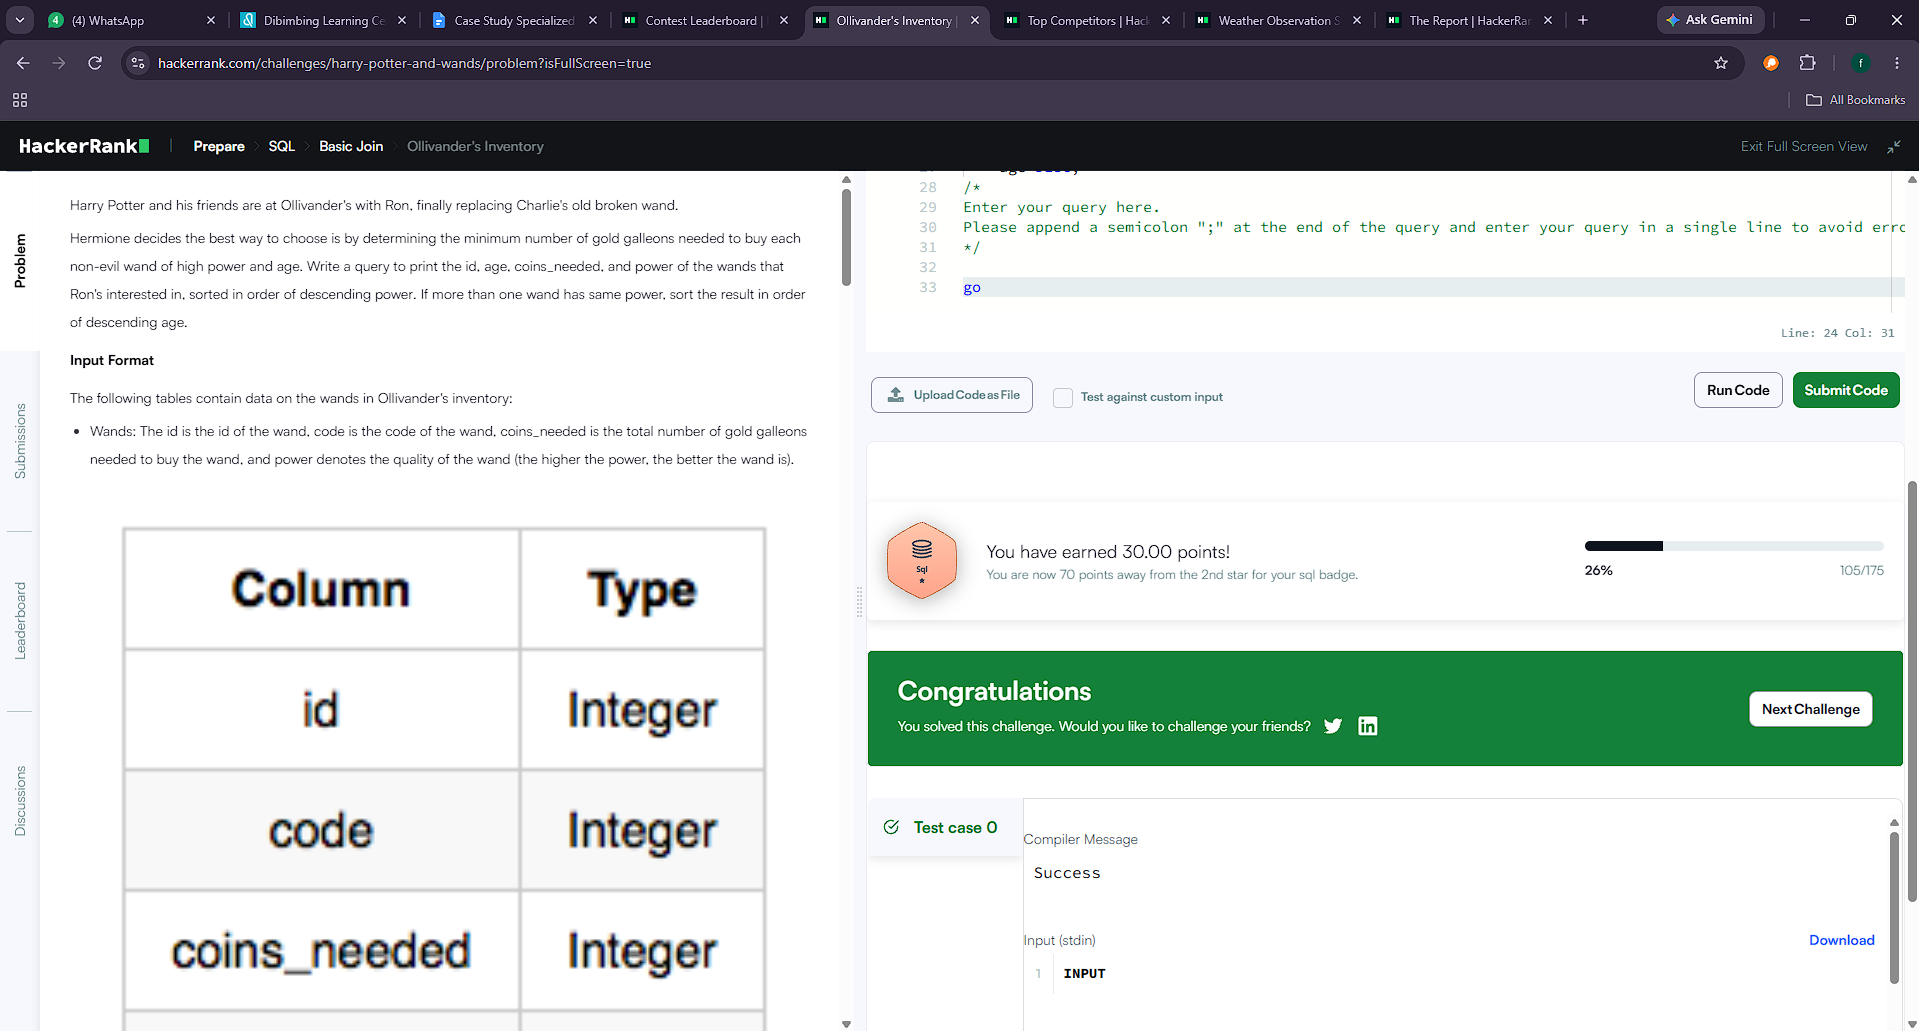 (4) WhatsApp
Dibimbing Learning Ce
Case Study Specialized
Contest Leaderboard |
Ollivander's Inventory |
Top Competitors | Hack
Weather Observation S
The Report | HackerRan
Ask Gemini
hackerrank.com/challenges/harry-potter-and-wands/problem?isFullScreen=true
All Bookmarks
HackerRank
Prepare
SQL
Basic Join
Ollivander's Inventory
Exit Full Screen View
Problem
Submissions
Leaderboard
Discussions
Harry Potter and his friends are at Ollivander's with Ron, finally replacing Charlie's old broken wand.
Hermione decides the best way to choose is by determining the minimum number of gold galleons needed to buy each
non-evil wand of high power and age. Write a query to print the id, age, coins_needed, and power of the wands that
Ron's interested in, sorted in order of descending power. If more than one wand has same power, sort the result in order
of descending age.
Input Format
The following tables contain data on the wands in Ollivander's inventory:
• Wands: The id is the id of the wand, code is the code of the wand, coins_needed is the total number of gold galleons
needed to buy the wand, and power denotes the quality of the wand (the higher the power, the better the wand is).
Column Type
id Integer
code Integer
coins_needed Integer
28 /*
29 Enter your query here.
30 Please append a semicolon ";" at the end of the query and enter your query in a single line to avoid erro
31 */
32
33 go
Line: 24 Col: 31
Upload Code as File
Test against custom input
Run Code
Submit Code
Sql
You have earned 30.00 points!
You are now 70 points away from the 2nd star for your sql badge.
26%
105/175
Congratulations
You solved this challenge. Would you like to challenge your friends?
Next Challenge
Test case 0
Compiler Message
Success
Input (stdin)
Download
1 INPUT